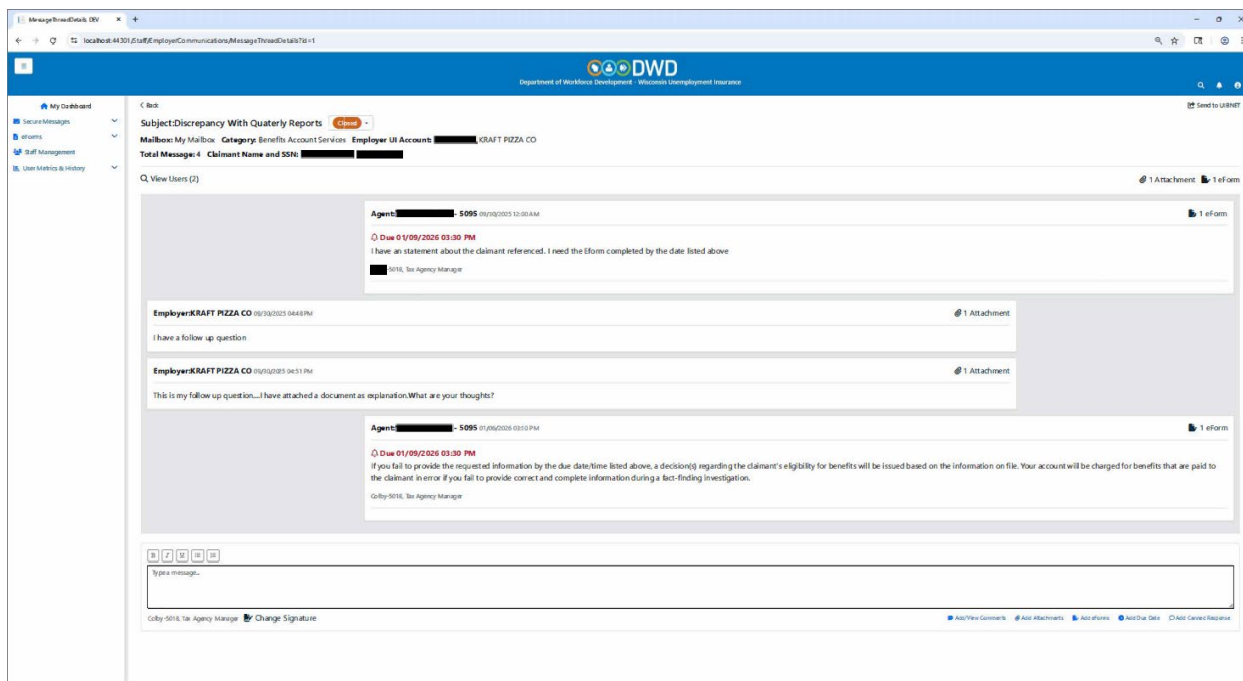 MessageThreadDetails DEV
localhost:44301/Staff/EmployerCommunications/MessageThreadDetails?id=1
DWD
Department of Workforce Development - Wisconsin Unemployment Insurance
My Dashboard
Secure Messages
eForms
Staff Management
User Metrics & History
< Back
Send to UIBNET
Subject:Discrepancy With Quaterly Reports Closed
Mailbox: My Mailbox Category: Benefits Account Services Employer UI Account: , KRAFT PIZZA CO
Total Message: 4 Claimant Name and SSN:
View Users (2)
1 Attachment 1 eForm
Agent: - 5095 09/30/2025 12:00 AM 1 eForm
Due 01/09/2026 03:30 PM
I have an statement about the claimant referenced. I need the Eform completed by the date listed above
-5018, Tax Agency Manager
Employer:KRAFT PIZZA CO 09/30/2025 04:48 PM 1 Attachment
I have a follow up question
Employer:KRAFT PIZZA CO 09/30/2025 04:51 PM 1 Attachment
This is my follow up question....I have attached a document as explanation.What are your thoughts?
Agent: - 5095 01/06/2026 03:10 PM 1 eForm
Due 01/09/2026 03:30 PM
If you fail to provide the requested information by the due date/time listed above, a decision(s) regarding the claimant's eligibility for benefits will be issued based on the information on file. Your account will be charged for benefits that are paid to
the claimant in error if you fail to provide correct and complete information during a fact-finding investigation.
Colby-5018, Tax Agency Manager
B I U
Type a message...
Colby-5018, Tax Agency Manager Change Signature
Add/View Comments Add Attachments Add eForms Add Due Date Add Canned Response